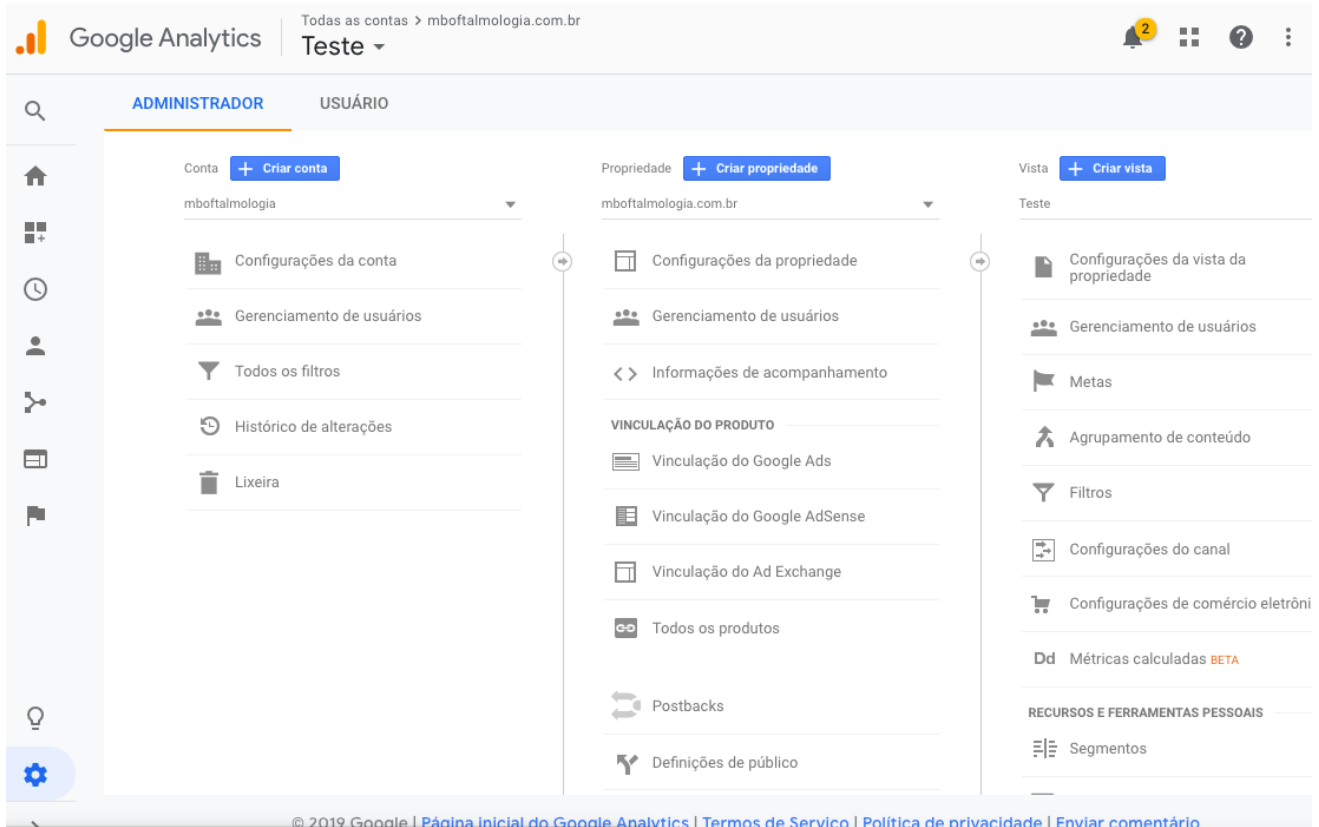 Google Analytics
Todas as contas > mboftalmologia.com.br
Teste
2
ADMINISTRADOR
USUÁRIO
Conta
+ Criar conta
mboftalmologia
Configurações da conta
Gerenciamento de usuários
Todos os filtros
Histórico de alterações
Lixeira
Propriedade
+ Criar propriedade
mboftalmologia.com.br
Configurações da propriedade
Gerenciamento de usuários
<> Informações de acompanhamento
VINCULAÇÃO DO PRODUTO
Vinculação do Google Ads
Vinculação do Google AdSense
Vinculação do Ad Exchange
Todos os produtos
Postbacks
Definições de público
Vista
+ Criar vista
Teste
Configurações da vista da
propriedade
Gerenciamento de usuários
Metas
Agrupamento de conteúdo
Filtros
Configurações do canal
Configurações de comércio eletrôni
Dd Métricas calculadas BETA
RECURSOS E FERRAMENTAS PESSOAIS
Segmentos
© 2019 Google | Página inicial do Google Analytics | Termos de Serviço | Política de privacidade | Enviar comentário